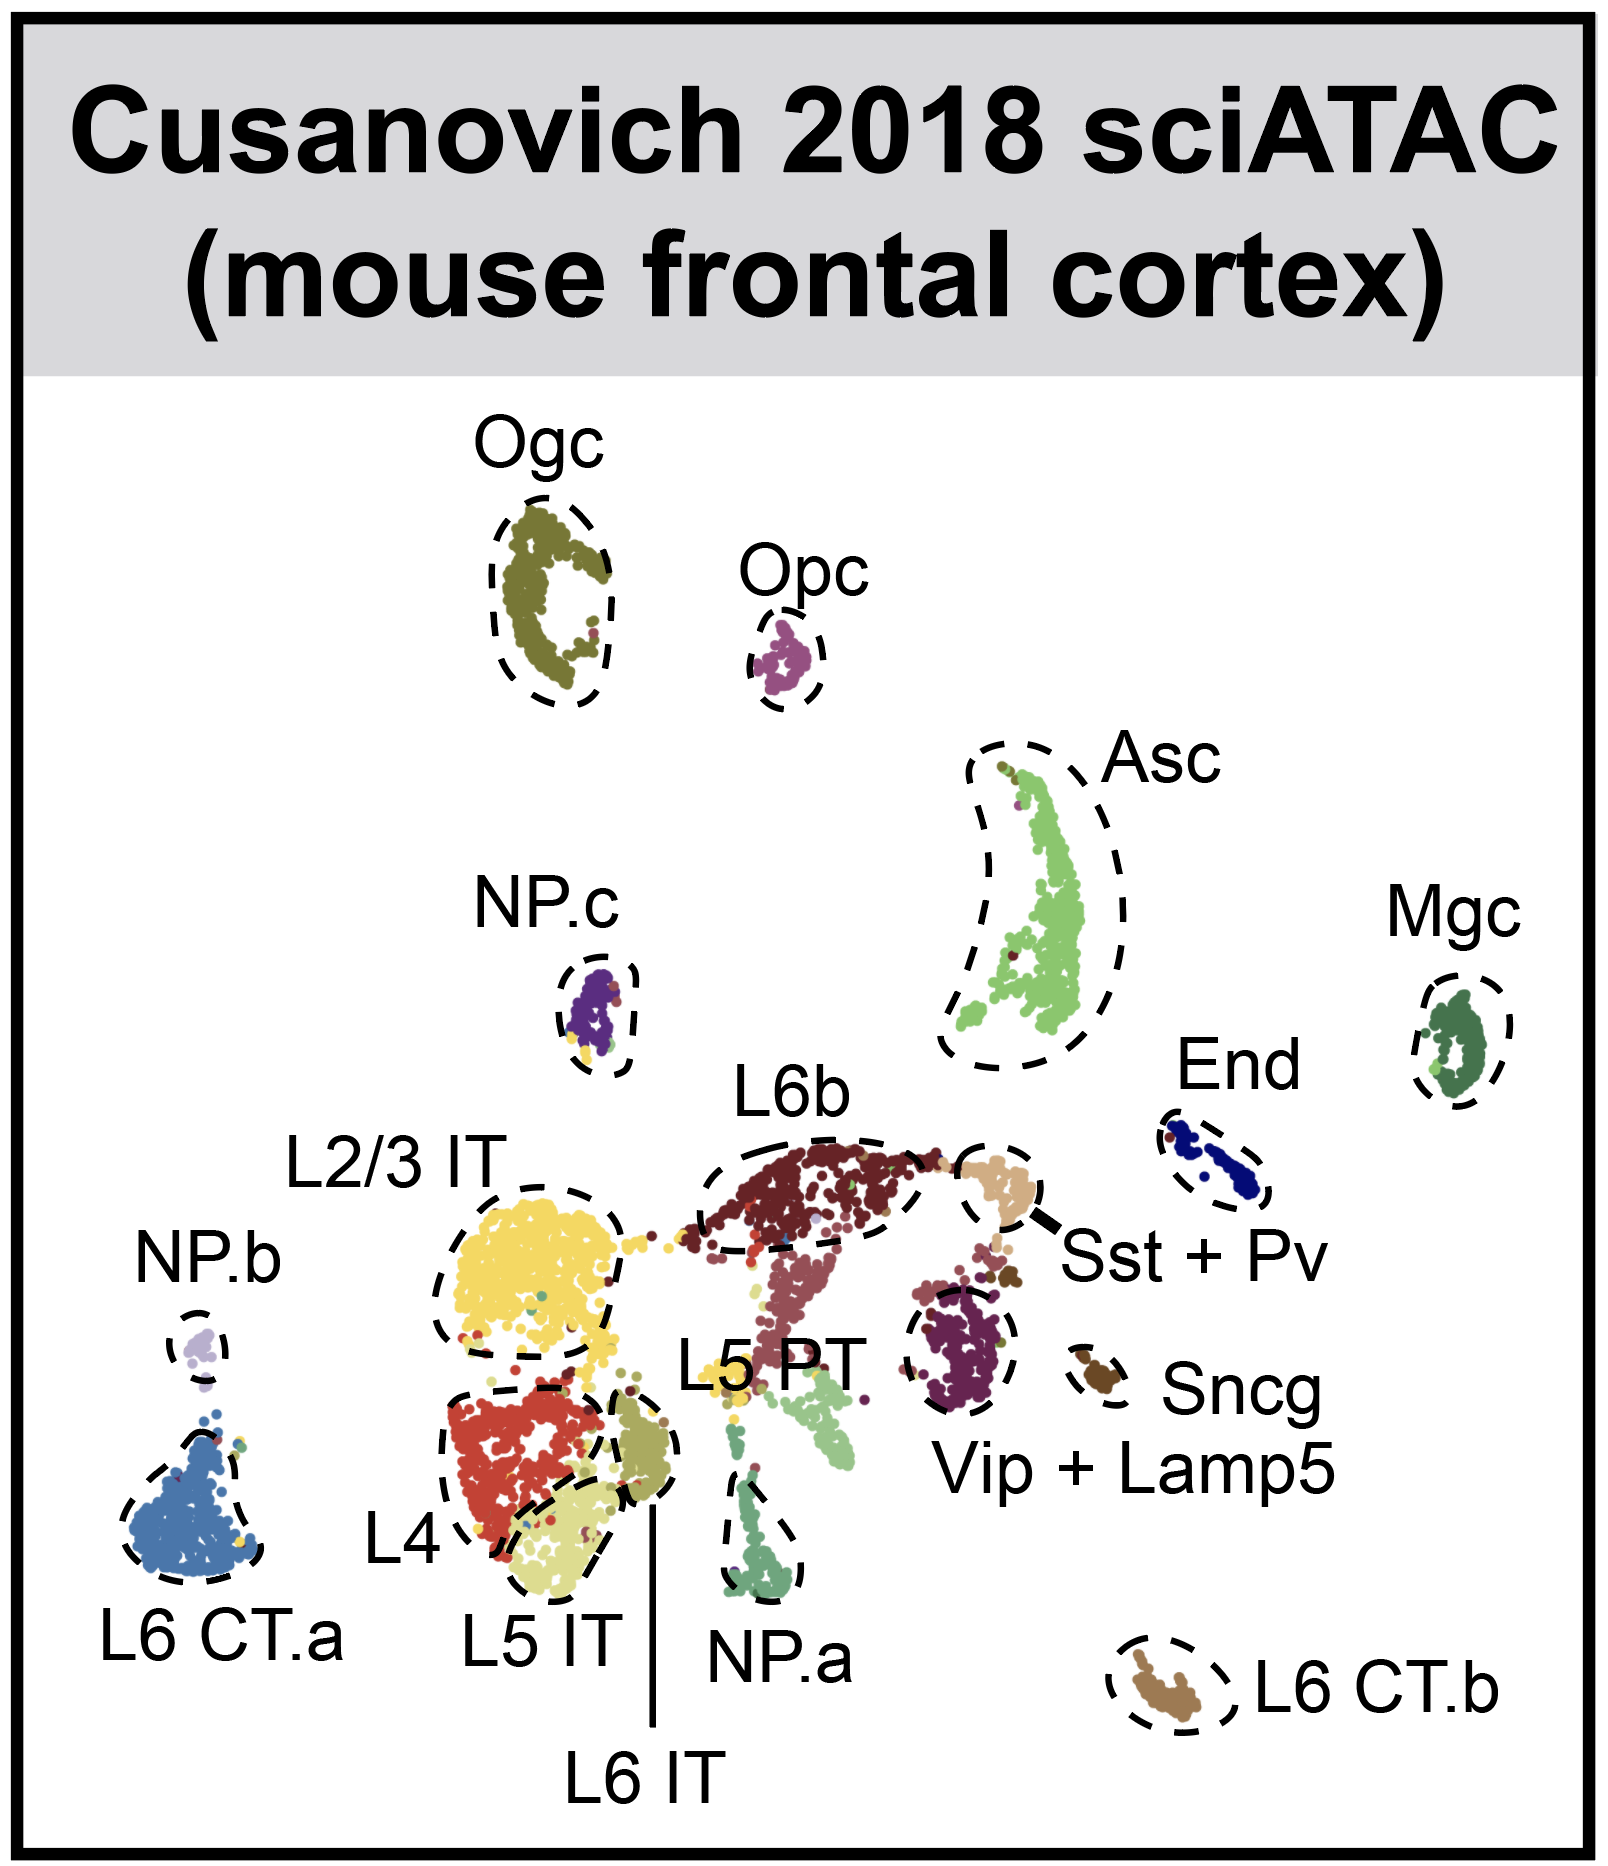 Cusanovich 2018 sciATAC
(mouse frontal cortex)
Ogc
Opc
Asc
NP.c
Mgc
End
L6b
L2/3 IT
NP.b
Sst + Pv
L5 PT
Sncg
Vip + Lamp5
L4
L6 CT.a
L5 IT
NP.a
L6 CT.b
L6 IT